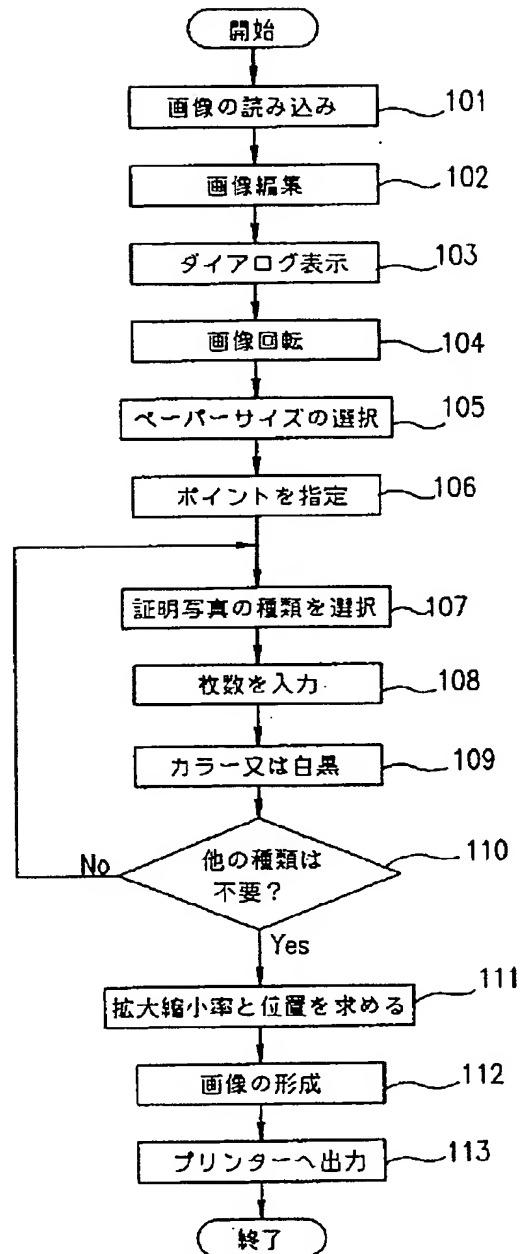 開始
画像の読み込み 101
画像編集 102
ダイアログ表示 103
画像回転 104
ペーパーサイズの選択 105
ポイントを指定 106
証明写真の種類を選択 107
枚数を入力 108
カラー又は白黒 109
他の種類は
不要? 110
No
Yes
拡大縮小率と位置を求める 111
画像の形成 112
プリンターへ出力 113
終了